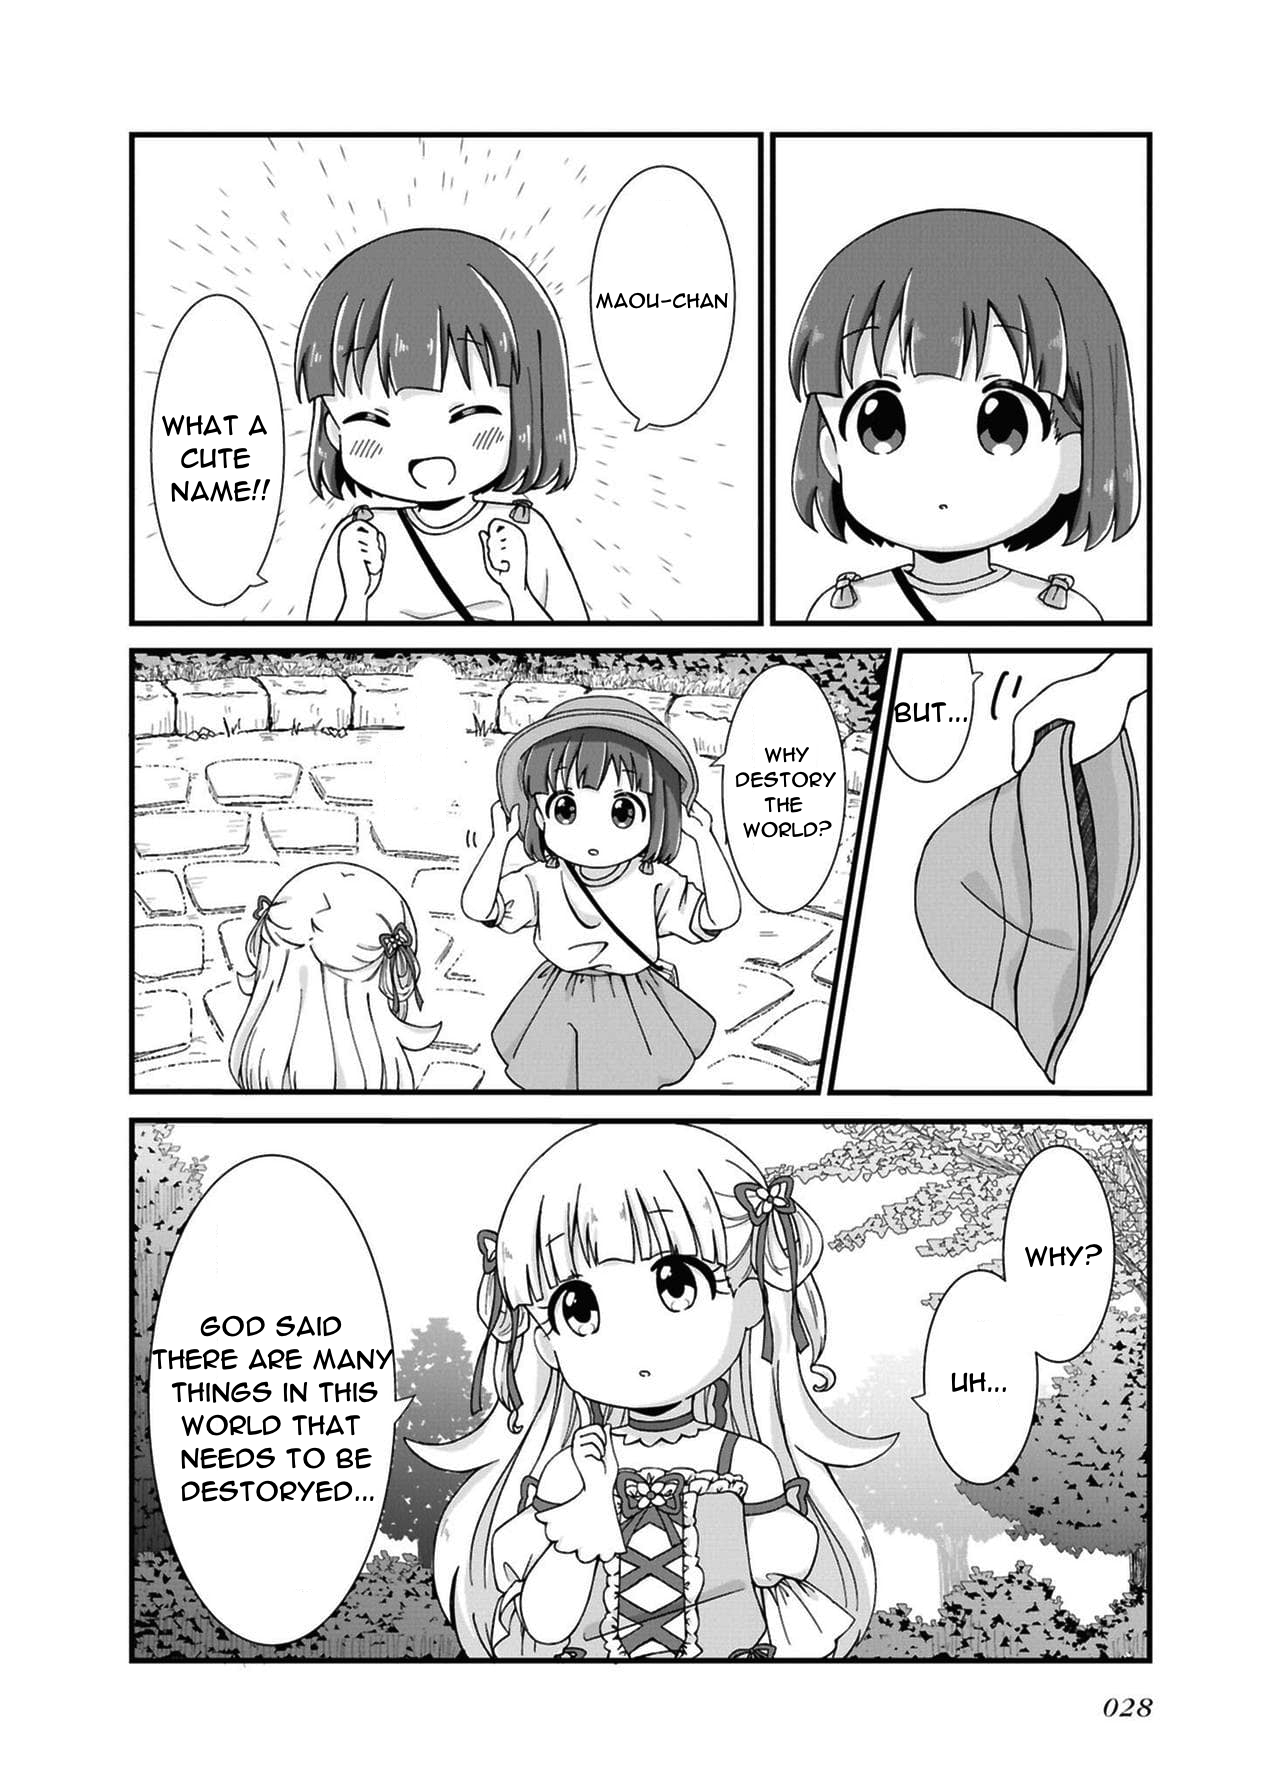 MAOU-CHAN
WHAT A
CUTE
NAME!!
BUT...
WHY
DESTORY
THE
WORLD?
WHY?
UH...
GOD SAID
THERE ARE MANY
THINGS IN THIS
WORLD THAT
NEEDS TO BE
DESTORYED...
028